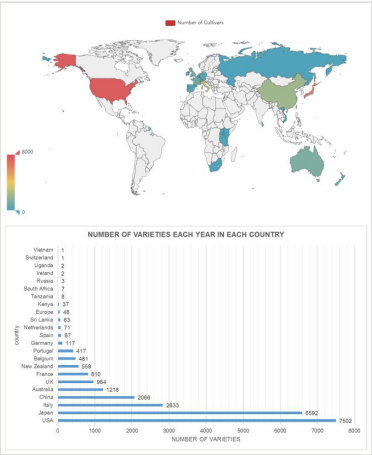 Number of Cultivars
8000
0
NUMBER OF VARIETIES EACH YEAR IN EACH COUNTRY
Vietnam 1
Switzerland 1
Uganda 2
Ireland 2
Russia 3
South Africa 7
Tanzania 8
Kenya 37
Europe 48
Sri Lanka 63
Netherlands 71
Spain 87
Germany 117
Portugal 417
Belgium 481
New Zealand 559
France 810
UK 964
Australia 1216
China 2066
Italy 2833
Japan 6592
USA 7502
country
0 1000 2000 3000 4000 5000 6000 7000 8000
NUMBER OF VARIETIES